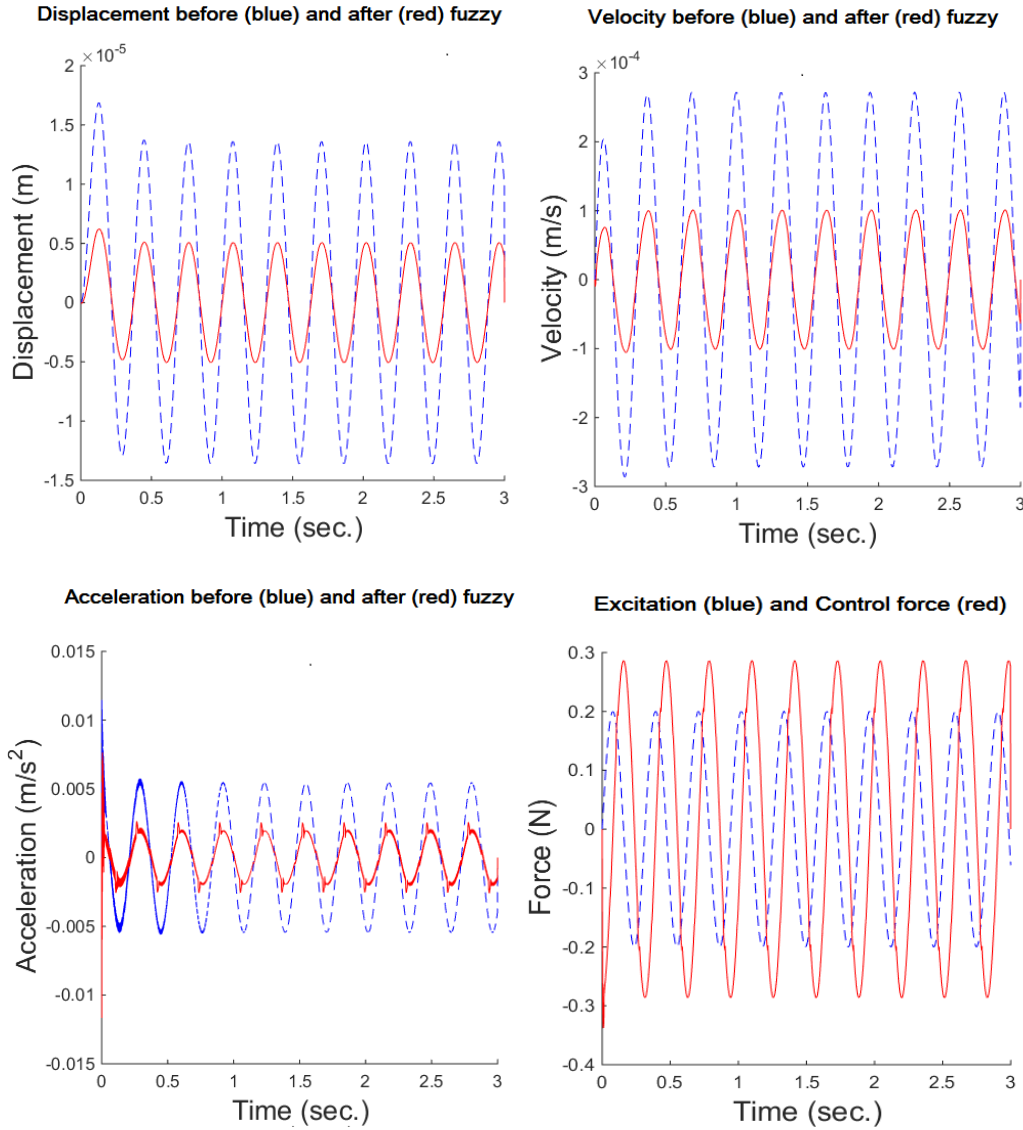 Displacement before (blue) and after (red) fuzzy
×10⁻⁵
2
1.5
1
0.5
0
-0.5
-1
-1.5
Displacement (m)
0 0.5 1 1.5 2 2.5 3
Time (sec.)
Velocity before (blue) and after (red) fuzzy
×10⁻⁴
3
2
1
0
-1
-2
-3
Velocity (m/s)
0 0.5 1 1.5 2 2.5 3
Time (sec.)
Acceleration before (blue) and after (red) fuzzy
0.015
0.01
0.005
0
-0.005
-0.01
-0.015
Acceleration (m/s²)
0 0.5 1 1.5 2 2.5 3
Time (sec.)
Excitation (blue) and Control force (red)
0.3
0.2
0.1
0
-0.1
-0.2
-0.3
-0.4
Force (N)
0 0.5 1 1.5 2 2.5 3
Time (sec.)